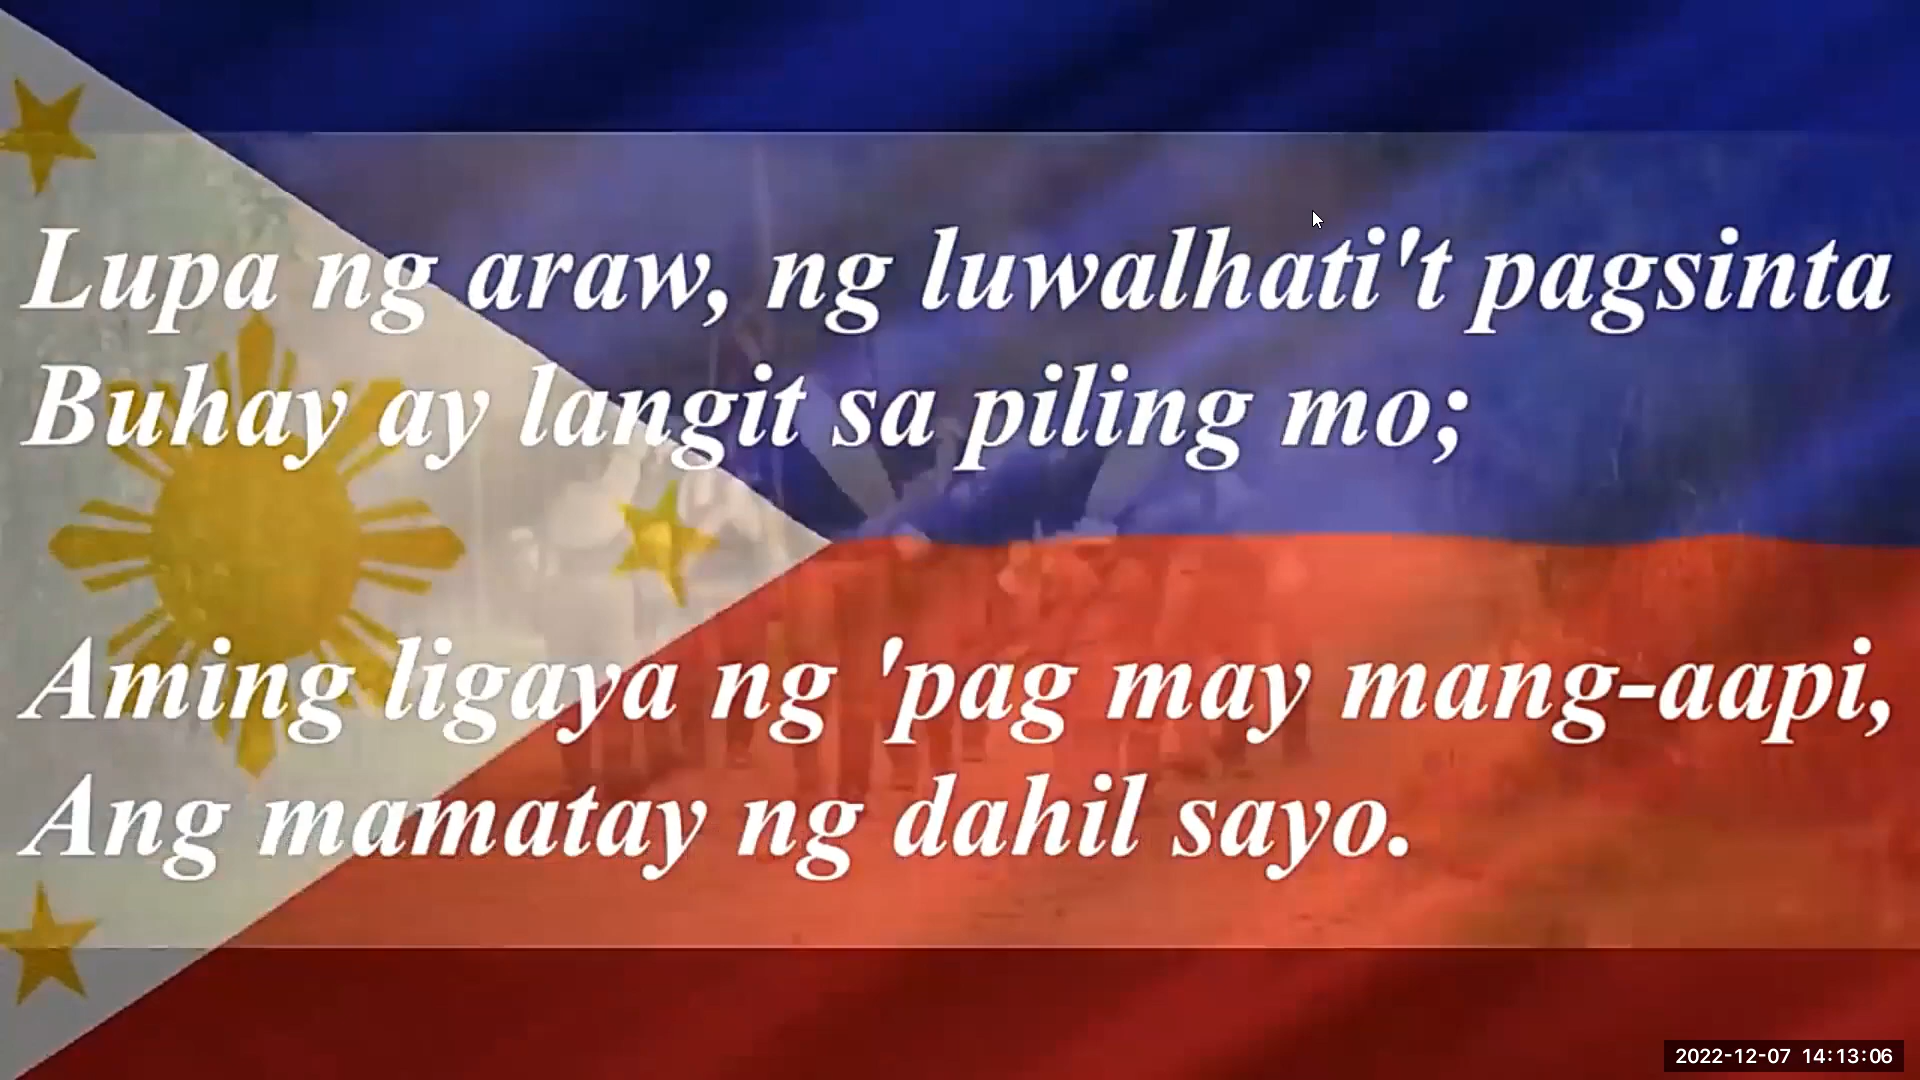 Lupa ng araw, ng luwalhati't pagsinta
Buhay ay langit sa piling mo;
Aming ligaya ng 'pag may mang-aapi,
Ang mamatay ng dahil sayo.
2022-12-07 14:13:06